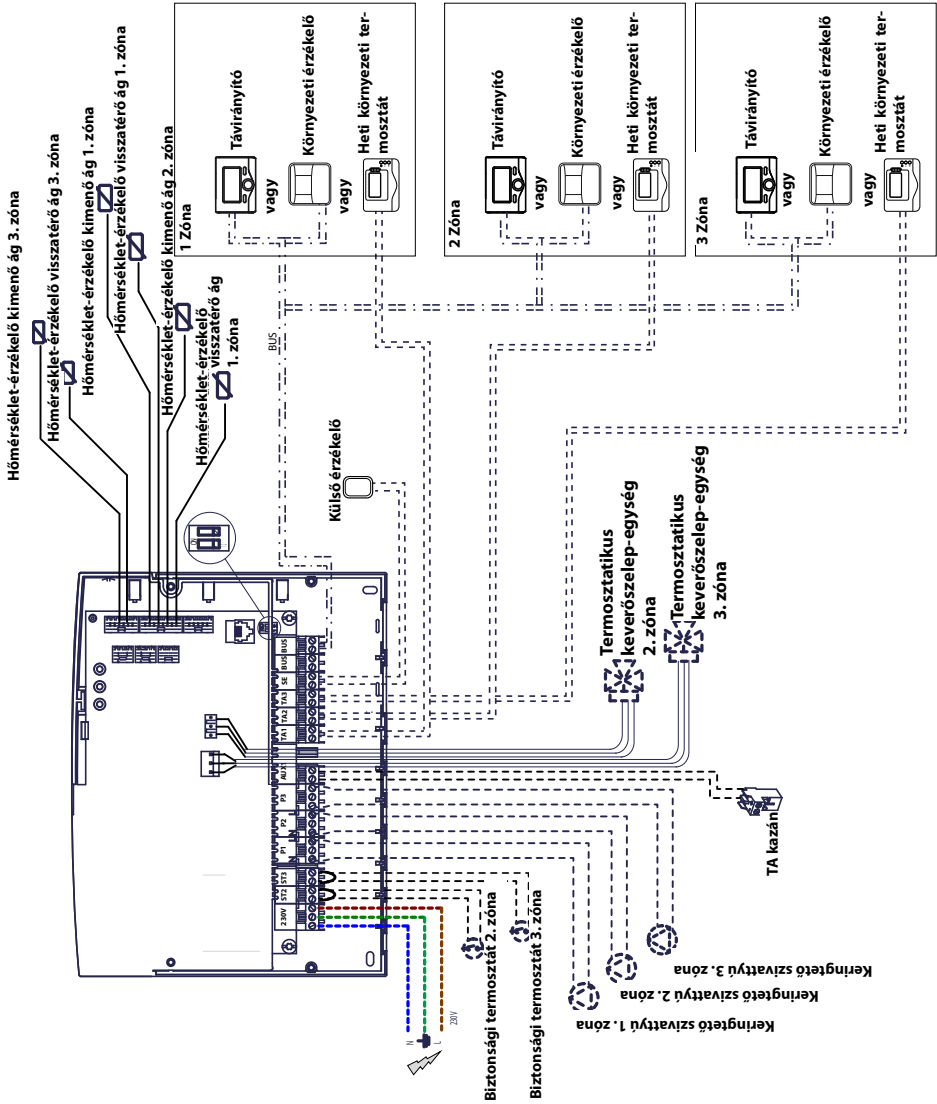 Hőmérséklet-érzékelő kimenő ág 3. zóna
Hőmérséklet-érzékelő visszatérő ág 3. zóna
Hőmérséklet-érzékelő kimenő ág 1. zóna
Hőmérséklet-érzékelő visszatérő ág 1. zóna
Hőmérséklet-érzékelő kimenő ág 2. zóna
Hőmérséklet-érzékelő
visszatérő ág
1. zóna
1 Zóna
Távirányító
vagy
Környezeti érzékelő
vagy
Heti környezeti ter-
mosztát
2 Zóna
Távirányító
vagy
Környezeti érzékelő
vagy
Heti környezeti ter-
mosztát
3 Zóna
Távirányító
vagy
Környezeti érzékelő
vagy
Heti környezeti ter-
mosztát
BUS
Külső érzékelő
230V
ST2
ST3
P1
P2
P3
AUX1
TA1
TA2
TA3
SE
BUS
BUS
Termosztatikus
keverőszelep-egység
2. zóna
Termosztatikus
keverőszelep-egység
3. zóna
TA kazán
N
L
230V
Biztonsági termosztát 2. zóna
Biztonsági termosztát 3. zóna
Keringtető szivattyú 1. zóna
Keringtető szivattyú 2. zóna
Keringtető szivattyú 3. zóna